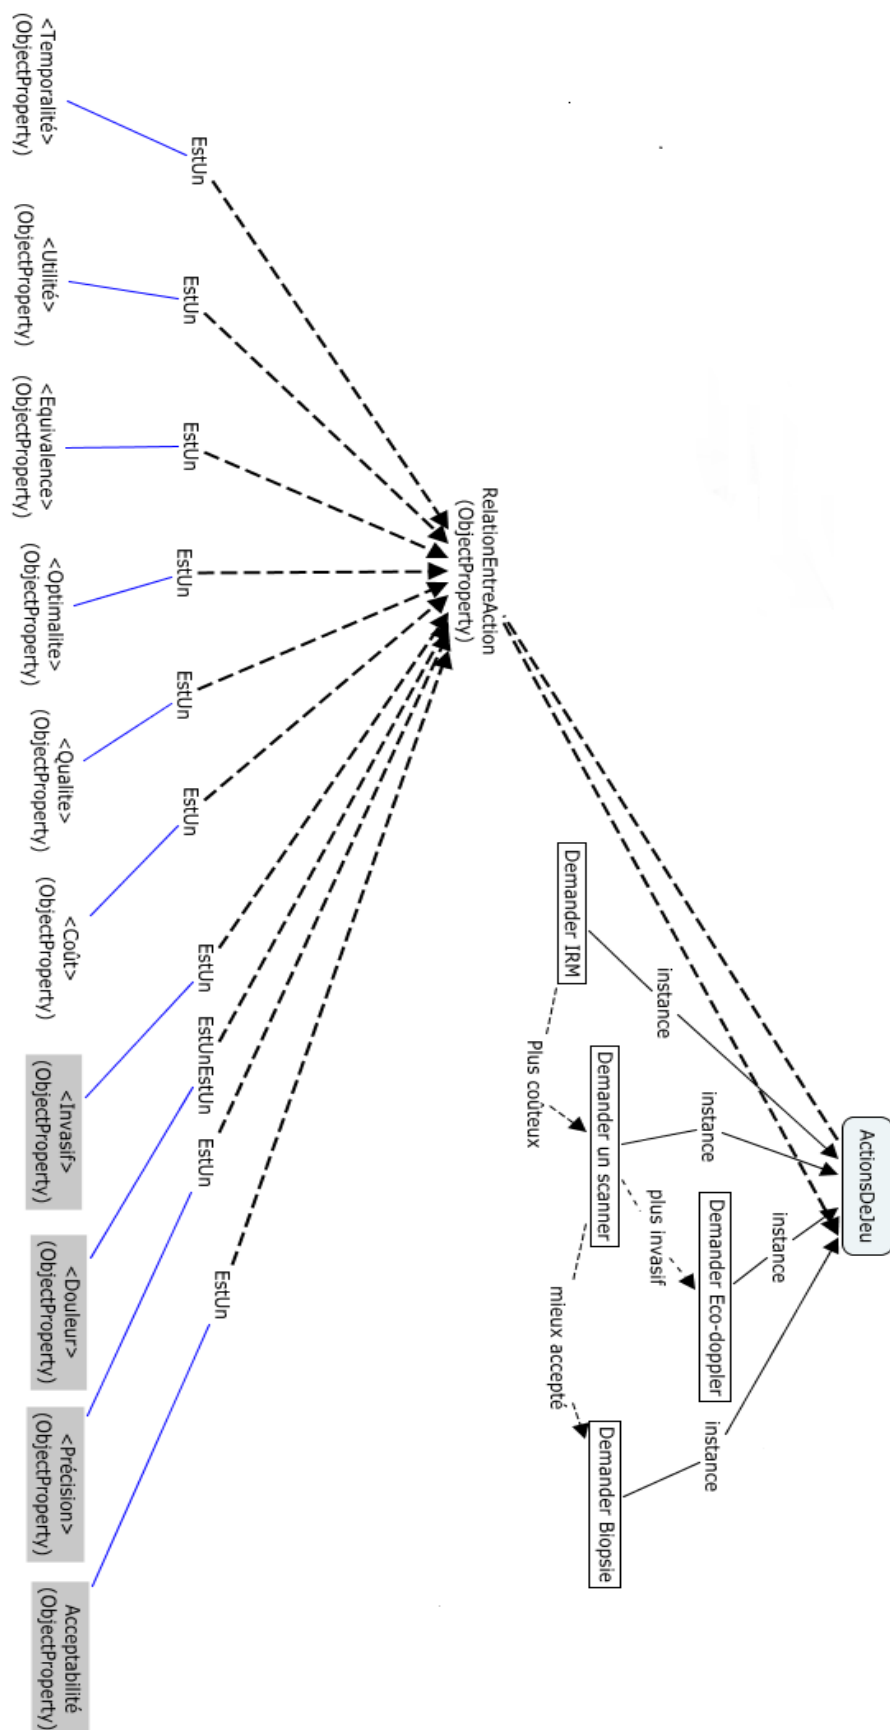 ActionsDeJeu
instance
instance
instance
instance
Demander IRM
Demander un scanner
Demander Eco-doppler
Demander Biopsie
Plus coûteux
plus invasif
mieux accepté
RelationEntreAction
(ObjectProperty)
EstUn
EstUn
EstUn
EstUn
EstUn
EstUn
EstUn
EstUnEstUn
EstUn
EstUn
<Temporalité>
(ObjectProperty)
<Utilité>
(ObjectProperty)
<Equivalence>
(ObjectProperty)
<Optimalite>
(ObjectProperty)
<Qualite>
(ObjectProperty)
<Coût>
(ObjectProperty)
<Invasif>
(ObjectProperty)
<Douleur>
(ObjectProperty)
<Précision>
(ObjectProperty)
Acceptabilité
(ObjectProperty)